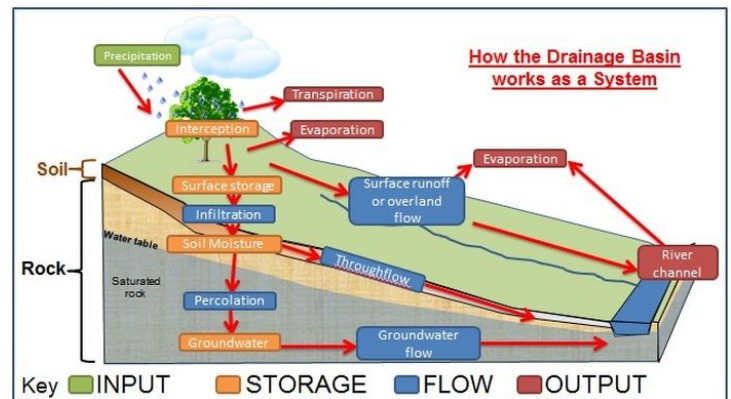 How the Drainage Basin
works as a System
Precipitation
Transpiration
Interception
Evaporation
Evaporation
Soil
Surface storage
Surface runoff
or overland
flow
Infiltration
Water table
Soil Moisture
River
channel
Rock
Throughflow
Saturated
rock
Percolation
Groundwater
Groundwater
flow
Key INPUT STORAGE FLOW OUTPUT